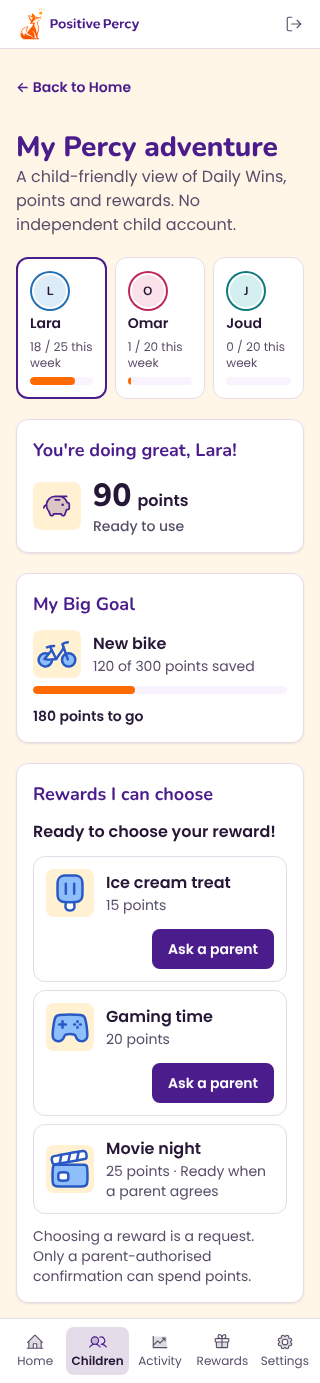 Positive Percy
← Back to Home
My Percy adventure
A child-friendly view of Daily Wins,
points and rewards. No
independent child account.
L
Lara
18 / 25 this
week
O
Omar
1 / 20 this
week
J
Joud
0 / 20 this
week
You're doing great, Lara!
90 points
Ready to use
My Big Goal
New bike
120 of 300 points saved
180 points to go
Rewards I can choose
Ready to choose your reward!
Ice cream treat
15 points
Ask a parent
Gaming time
20 points
Ask a parent
Movie night
25 points · Ready when
a parent agrees
Choosing a reward is a request.
Only a parent-authorised
confirmation can spend points.
Home
Children
Activity
Rewards
Settings